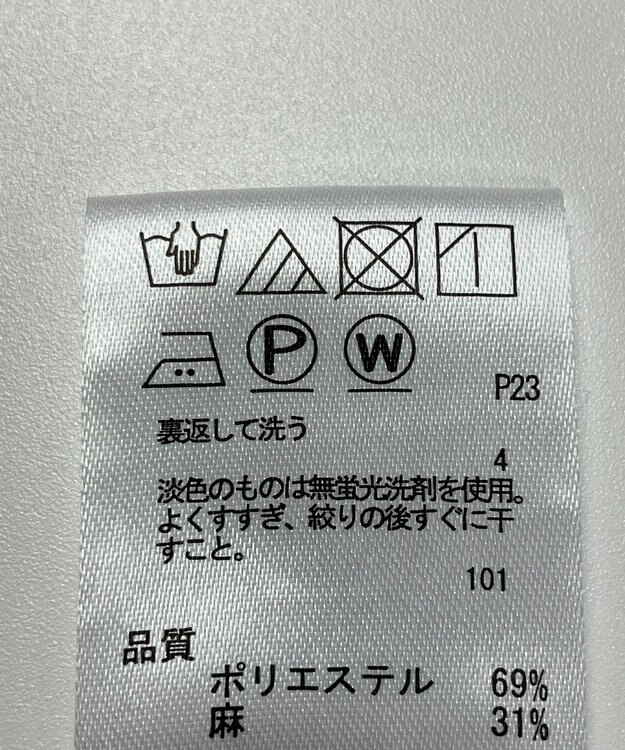 P W
P23
裏返して洗う
4
淡色のものは無蛍光洗剤を使用。
よくすすぎ、絞りの後すぐに干
すこと。
101
品質
ポリエステル 69%
麻 31%